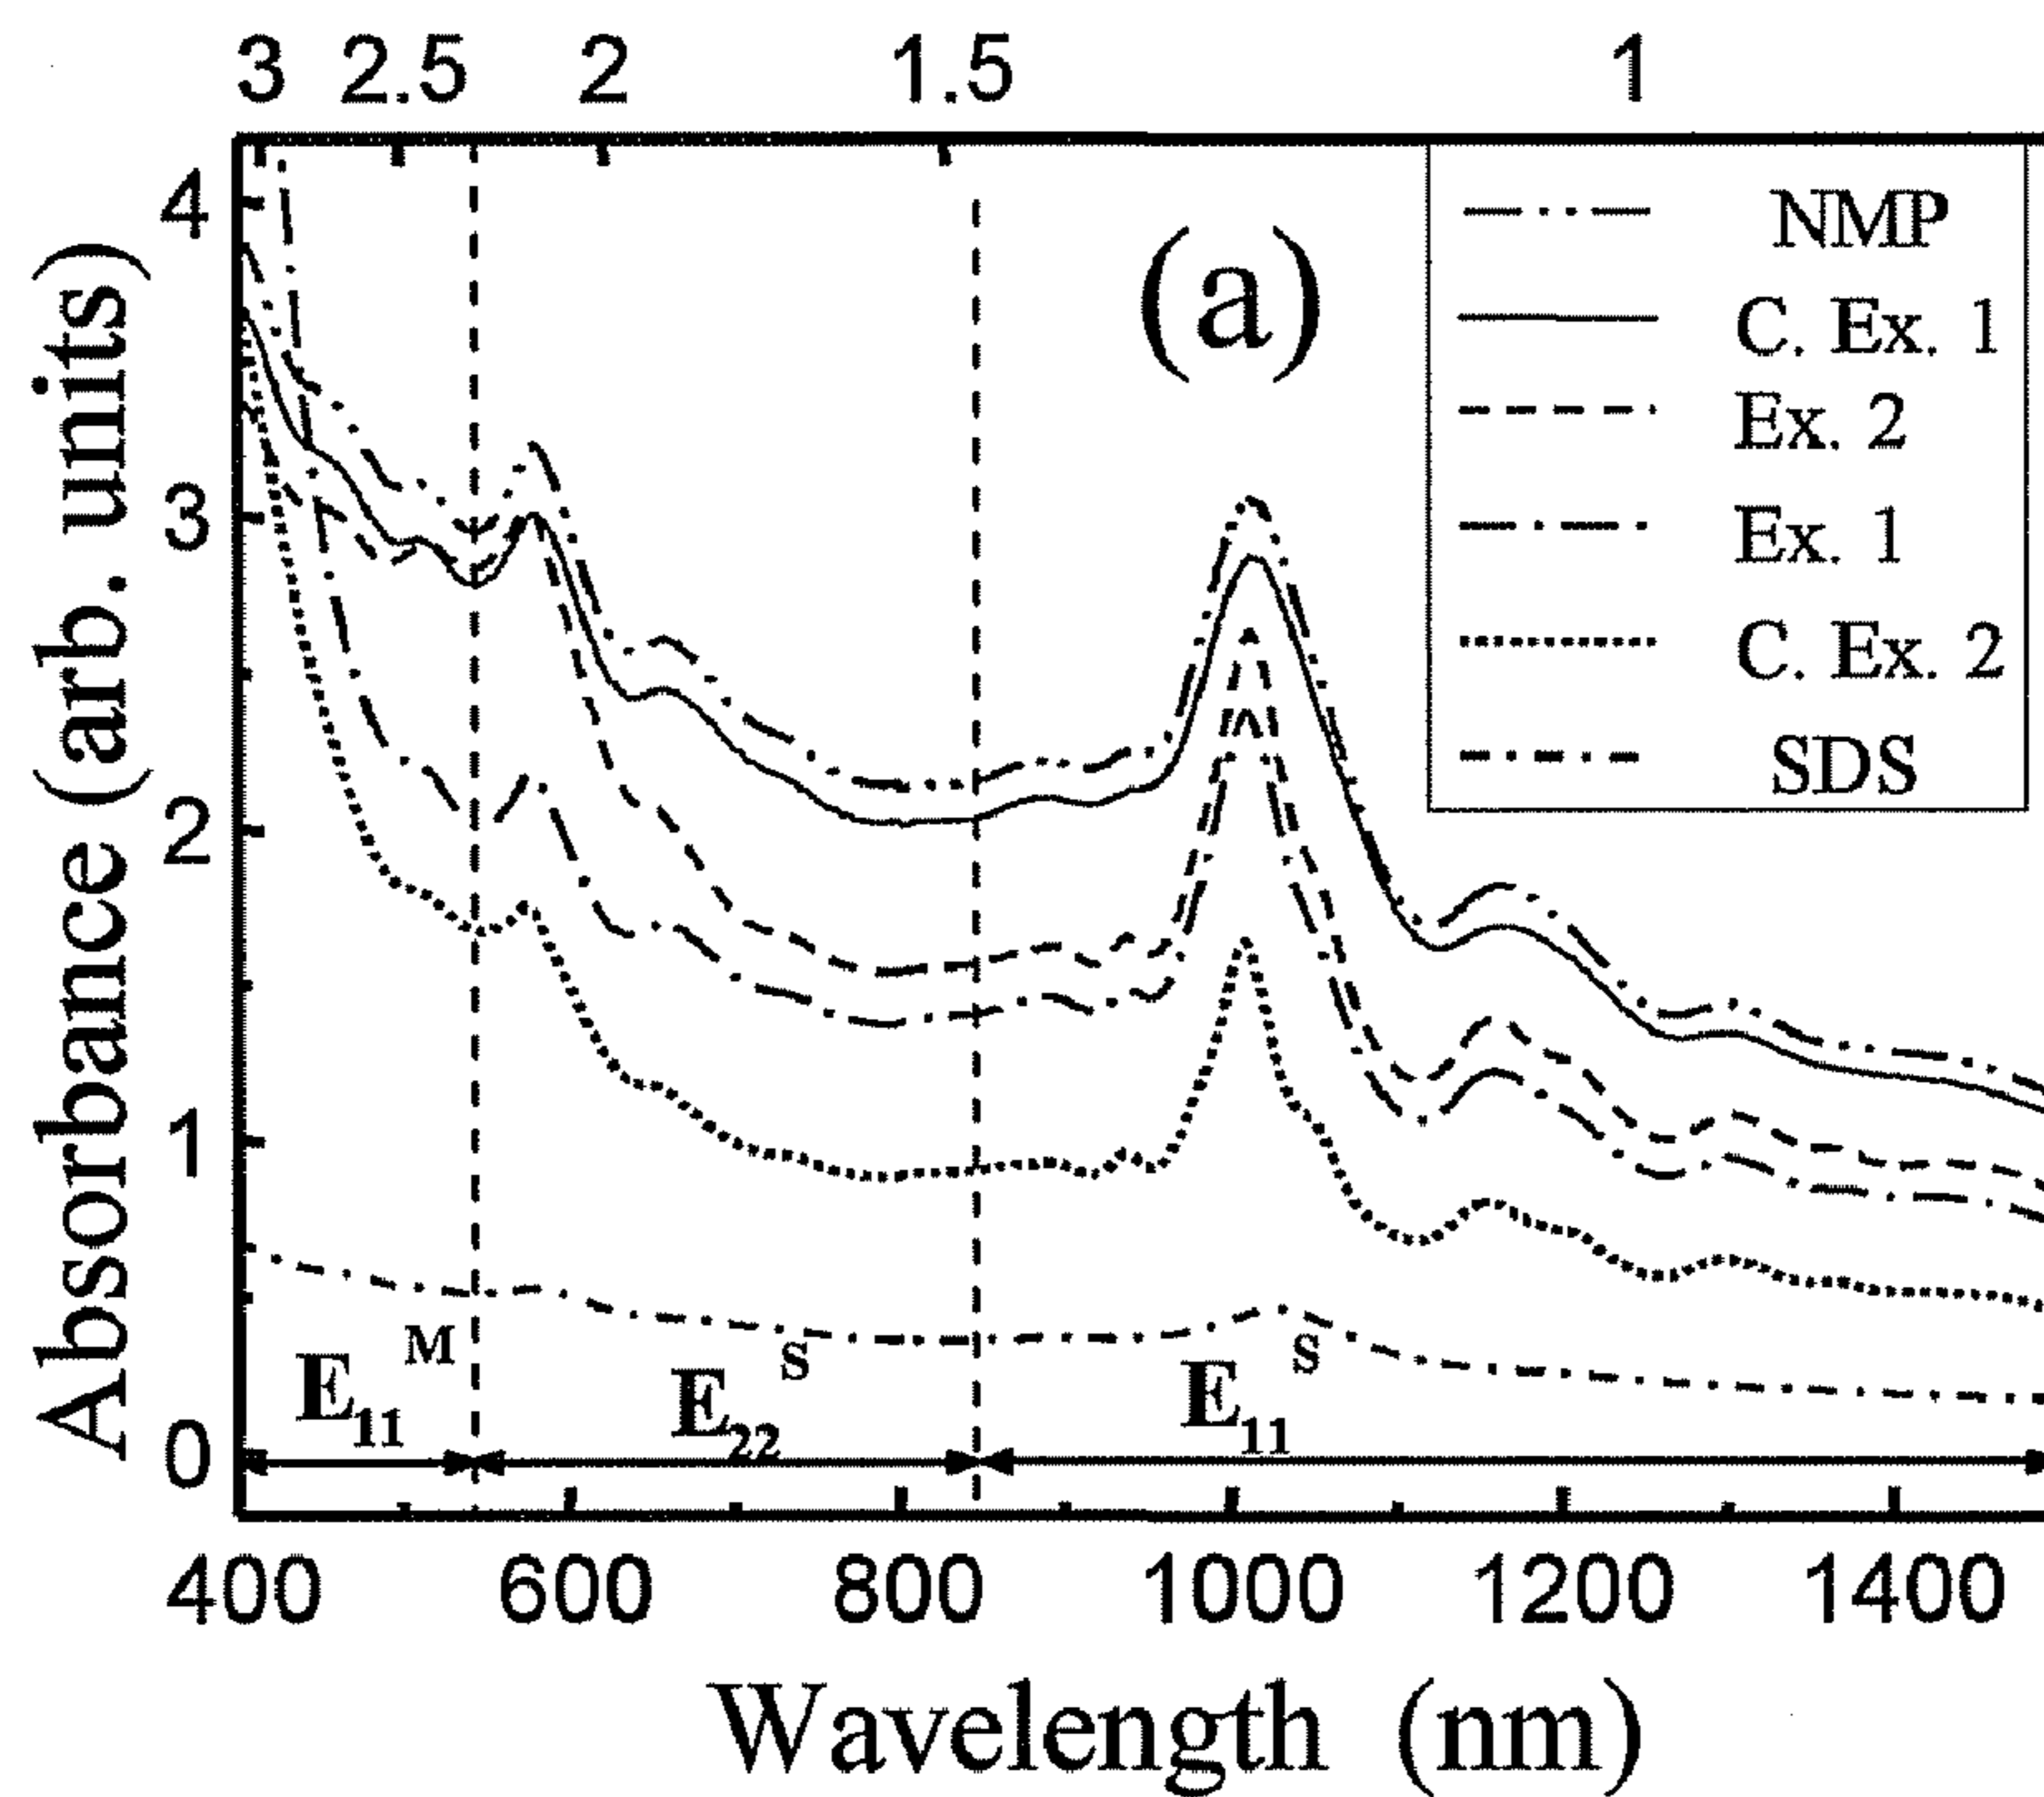 3 2.5 2 1.5 1
4
3
2
1
0
Absorbance (arb. units)
(a)
NMP
C. Ex. 1
Ex. 2
Ex. 1
C. Ex. 2
SDS
E11M
E22S
E11S
400 600 800 1000 1200 1400
Wavelength (nm)